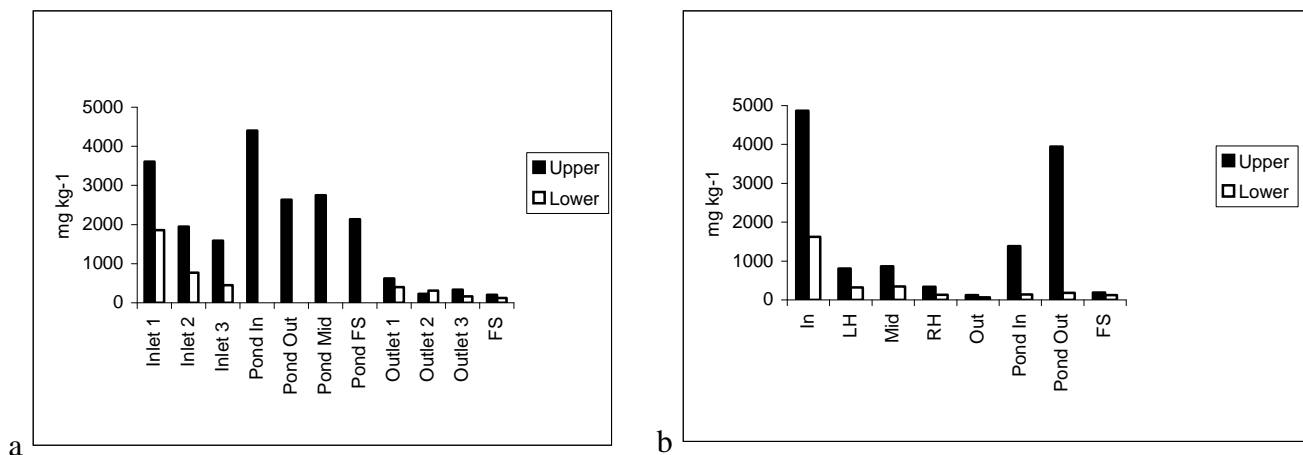 5000
4000
3000
2000
1000
0
mg kg-1
Inlet 1
Inlet 2
Inlet 3
Pond In
Pond Out
Pond Mid
Pond FS
Outlet 1
Outlet 2
Outlet 3
FS
Upper
Lower
a
5000
4000
3000
2000
1000
0
mg kg-1
In
LH
Mid
RH
Out
Pond In
Pond Out
FS
Upper
Lower
b